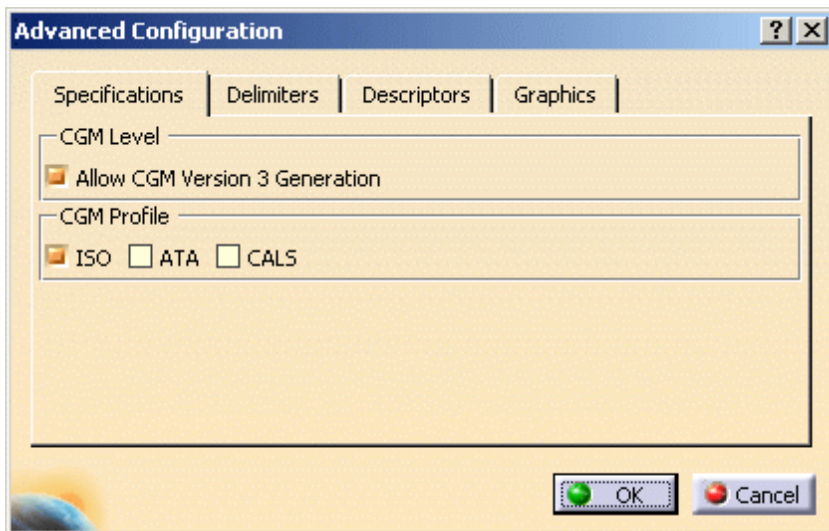 Advanced Configuration
Specifications Delimiters Descriptors Graphics
CGM Level
Allow CGM Version 3 Generation
CGM Profile
ISO ATA CALS
OK Cancel